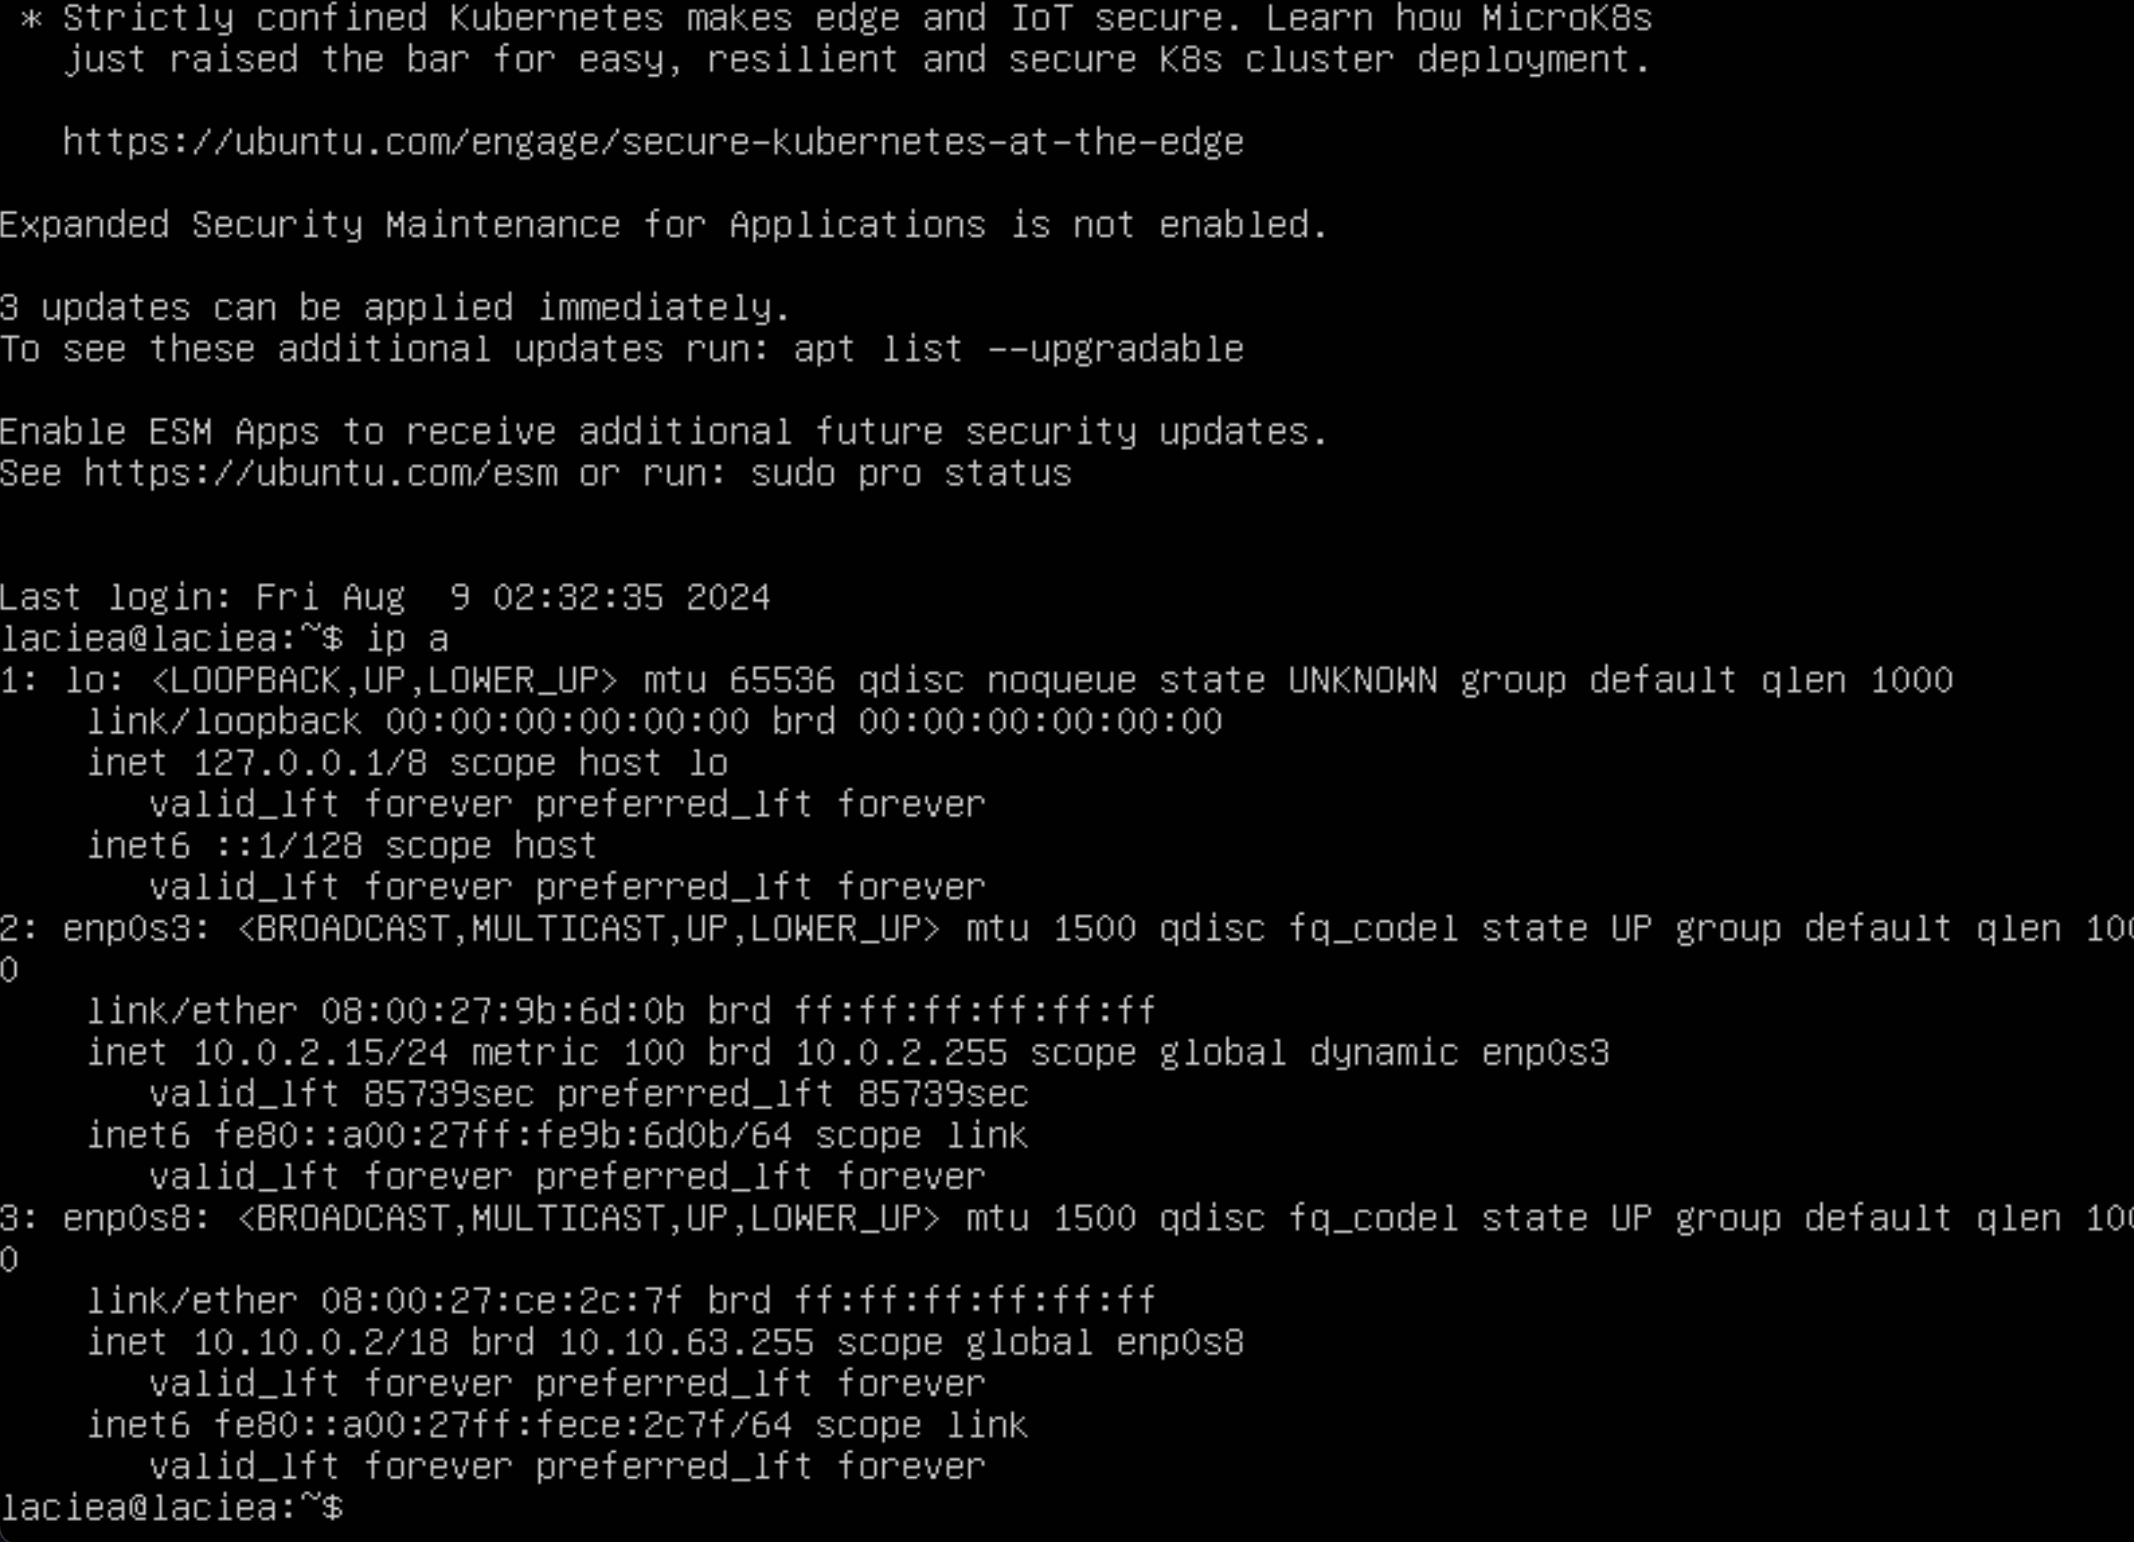 * Strictly confined Kubernetes makes edge and IoT secure. Learn how MicroK8s
just raised the bar for easy, resilient and secure K8s cluster deployment.
https://ubuntu.com/engage/secure-kubernetes-at-the-edge
Expanded Security Maintenance for Applications is not enabled.
3 updates can be applied immediately.
To see these additional updates run: apt list --upgradable
Enable ESM Apps to receive additional future security updates.
See https://ubuntu.com/esm or run: sudo pro status
Last login: Fri Aug  9 02:32:35 2024
laciea@laciea:~$ ip a
1: lo: <LOOPBACK,UP,LOWER_UP> mtu 65536 qdisc noqueue state UNKNOWN group default qlen 1000
link/loopback 00:00:00:00:00:00 brd 00:00:00:00:00:00
inet 127.0.0.1/8 scope host lo
valid_lft forever preferred_lft forever
inet6 ::1/128 scope host
valid_lft forever preferred_lft forever
2: enp0s3: <BROADCAST,MULTICAST,UP,LOWER_UP> mtu 1500 qdisc fq_codel state UP group default qlen 100
0
link/ether 08:00:27:9b:6d:0b brd ff:ff:ff:ff:ff:ff
inet 10.0.2.15/24 metric 100 brd 10.0.2.255 scope global dynamic enp0s3
valid_lft 85739sec preferred_lft 85739sec
inet6 fe80::a00:27ff:fe9b:6d0b/64 scope link
valid_lft forever preferred_lft forever
3: enp0s8: <BROADCAST,MULTICAST,UP,LOWER_UP> mtu 1500 qdisc fq_codel state UP group default qlen 100
0
link/ether 08:00:27:ce:2c:7f brd ff:ff:ff:ff:ff:ff
inet 10.10.0.2/18 brd 10.10.63.255 scope global enp0s8
valid_lft forever preferred_lft forever
inet6 fe80::a00:27ff:fece:2c7f/64 scope link
valid_lft forever preferred_lft forever
laciea@laciea:~$